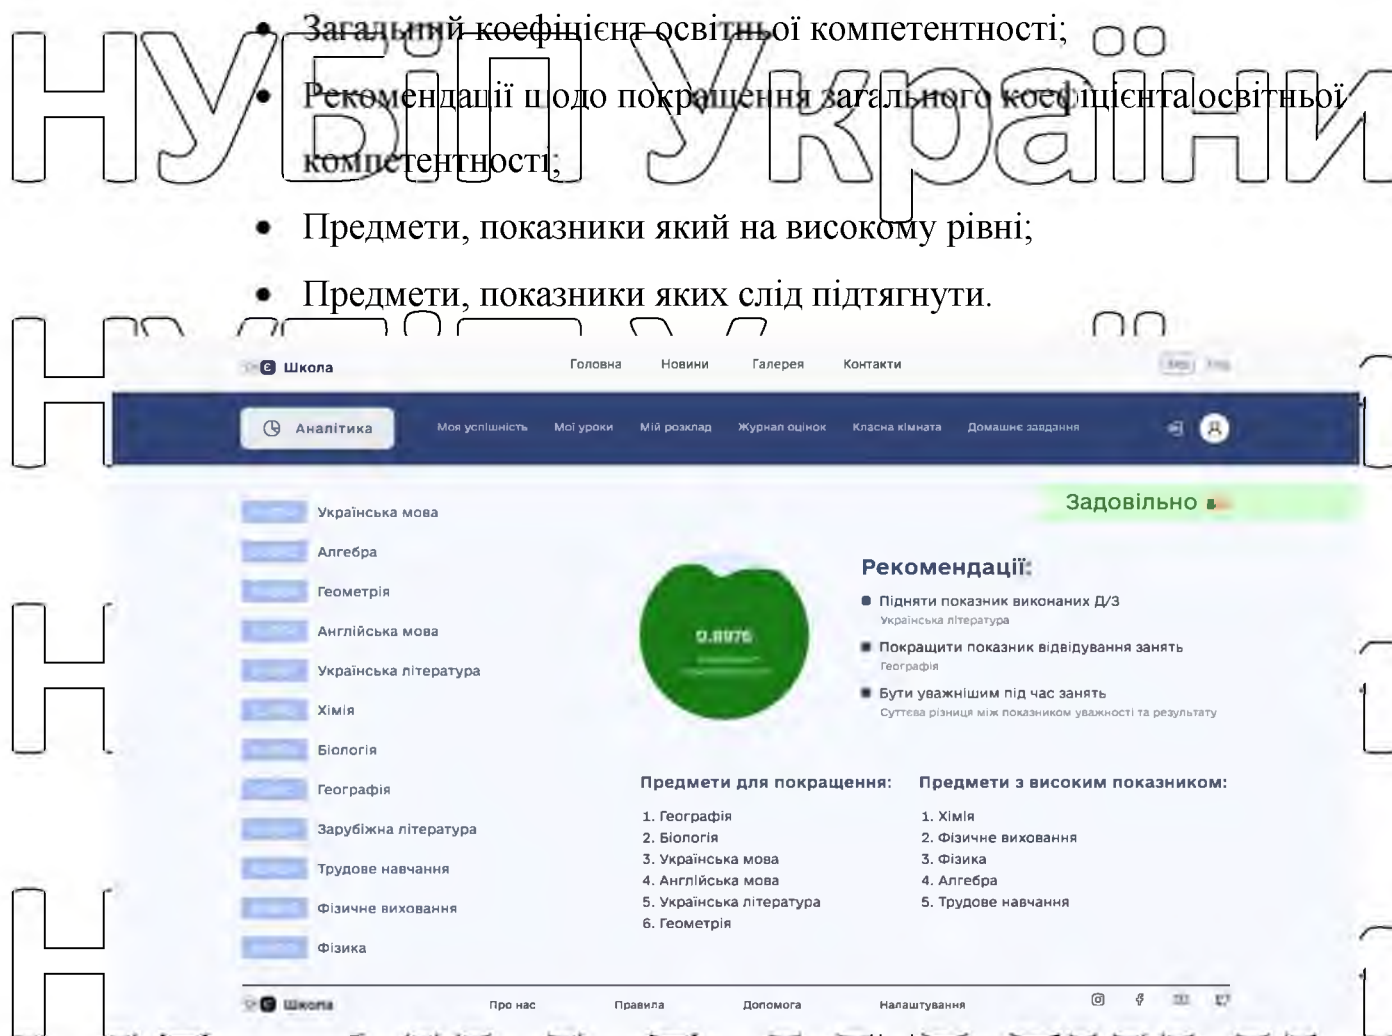 НУБіП України
• Загальний коефіцієнт освітньої компетентності;
• Рекомендації щодо покращення загального коефіцієнта освітньої
компетентності;
• Предмети, показники який на високому рівні;
• Предмети, показники яких слід підтягнути.
Є Школа
Головна Новини Галерея Контакти
Аналітика Моя успішність Мої уроки Мій розклад Журнал оцінок Класна кімната Домашнє завдання
Задовільно
Українська мова
Алгебра
Геометрія
Англійська мова
Українська література
Хімія
Біологія
Географія
Зарубіжна література
Трудове навчання
Фізичне виховання
Фізика
0.8976
Рекомендації:
Підняти показник виконаних Д/З
Українська література
Покращити показник відвідування занять
Географія
Бути уважнішим під час занять
Суттєва різниця між показником уважності та результату
Предмети для покращення:
1. Географія
2. Біологія
3. Українська мова
4. Англійська мова
5. Українська література
6. Геометрія
Предмети з високим показником:
1. Хімія
2. Фізичне виховання
3. Фізика
4. Алгебра
5. Трудове навчання
Є Школа
Про нас Правила Допомога Налаштування